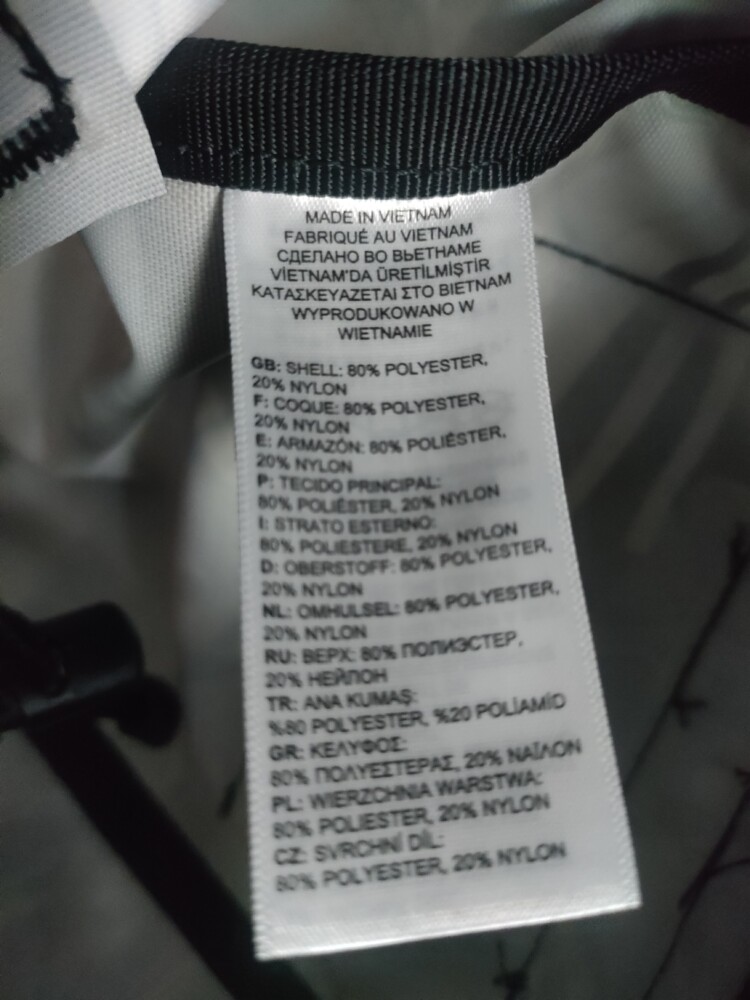 MADE IN VIETNAM
FABRIQUÉ AU VIETNAM
СДЕЛАНО ВО ВЬЕТНАМЕ
VİETNAM'DA ÜRETİLMİŞTİR
ΚΑΤΑΣΚΕΥΑΖΕΤΑΙ ΣΤΟ ΒΙΕΤΝΑΜ
WYPRODUKOWANO W
WIETNAMIE
GB: SHELL: 80% POLYESTER,
20% NYLON
F: COQUE: 80% POLYESTER,
20% NYLON
E: ARMAZÓN: 80% POLIÉSTER,
20% NYLON
P: TECIDO PRINCIPAL:
80% POLIÉSTER, 20% NYLON
I: STRATO ESTERNO:
80% POLIESTERE, 20% NYLON
D: OBERSTOFF: 80% POLYESTER,
20% NYLON
NL: OMHULSEL: 80% POLYESTER,
20% NYLON
RU: ВЕРХ: 80% ПОЛИЭСТЕР,
20% НЕЙЛОН
TR: ANA KUMAŞ:
%80 POLYESTER, %20 POLİAMİD
GR: ΚΕΛΥΦΟΣ:
80% ΠΟΛΥΕΣΤΕΡΑΣ, 20% ΝΑΪΛΟΝ
PL: WIERZCHNIA WARSTWA:
80% POLIESTER, 20% NYLON
CZ: SVRCHNÍ DÍL:
80% POLYESTER, 20% NYLON